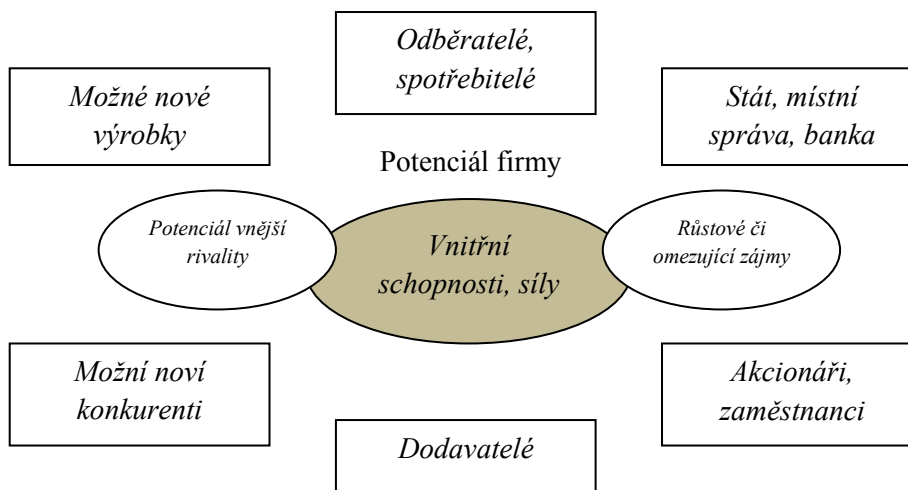 Odběratelé,
spotřebitelé
Možné nové
výrobky
Stát, místní
správa, banka
Potenciál firmy
Potenciál vnější
rivality
Vnitřní
schopnosti, síly
Růstové či
omezující zájmy
Možní noví
konkurenti
Akcionáři,
zaměstnanci
Dodavatelé